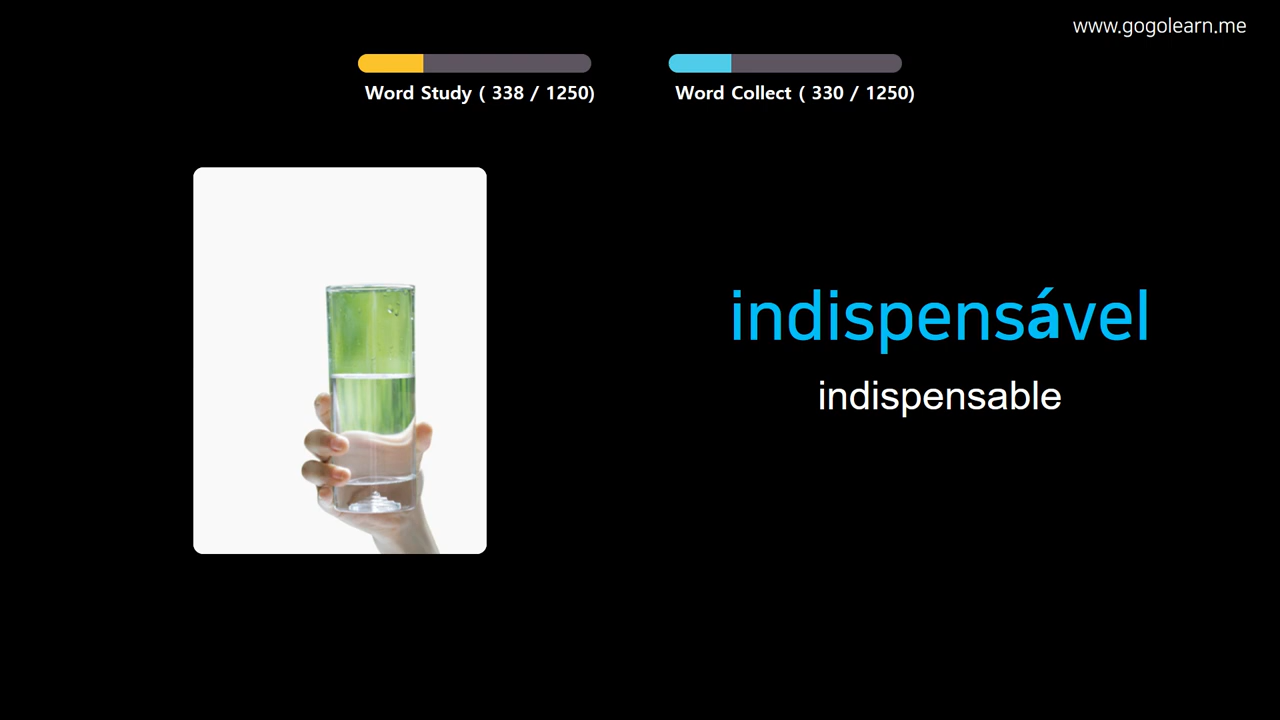 www.gogolearn.me
Word Study ( 338 / 1250)
Word Collect ( 330 / 1250)
indispensável
indispensable